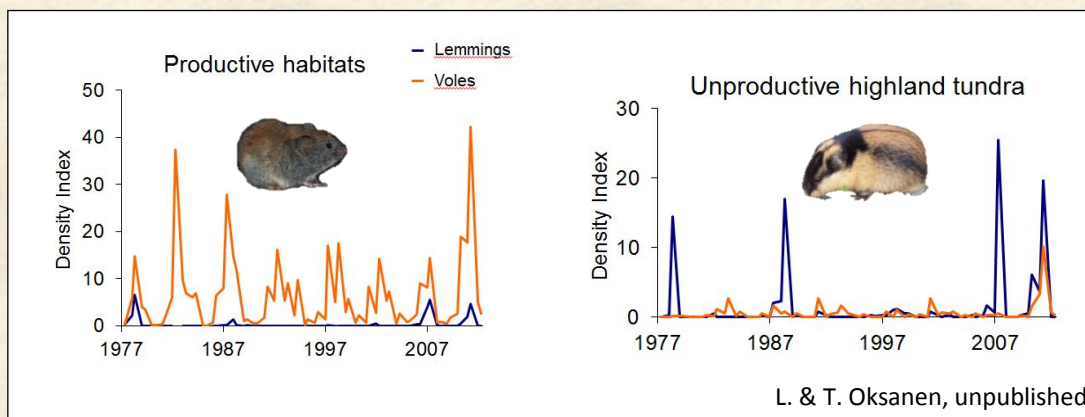 Productive habitats
Lemmings
Voles
Density Index
50
40
30
20
10
0
1977
1987
1997
2007
Unproductive highland tundra
Density Index
30
20
10
0
1977
1987
1997
2007
L. & T. Oksanen, unpublished